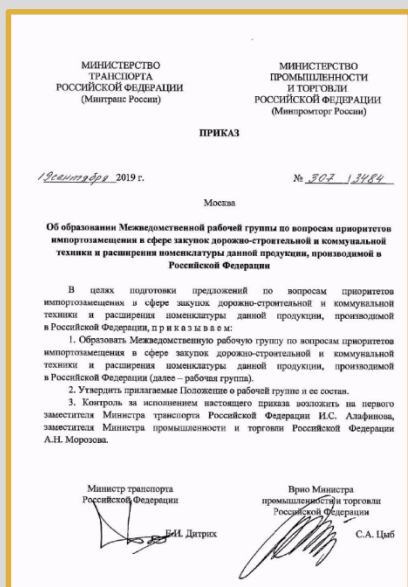 МИНИСТЕРСТВО
ТРАНСПОРТА
РОССИЙСКОЙ ФЕДЕРАЦИИ
(Минтранс России)
МИНИСТЕРСТВО
ПРОМЫШЛЕННОСТИ
И ТОРГОВЛИ
РОССИЙСКОЙ ФЕДЕРАЦИИ
(Минпромторг России)
ПРИКАЗ
19 сентября 2019 г.
№ 307 / 3484
Москва
Об образовании Межведомственной рабочей группы по вопросам приоритетов
импортозамещения в сфере закупок дорожно-строительной и коммунальной
техники и расширения номенклатуры данной продукции, производимой в
Российской Федерации
В целях подготовки предложений по вопросам приоритетов
импортозамещения в сфере закупок дорожно-строительной и коммунальной
техники и расширения номенклатуры данной продукции, производимой
в Российской Федерации, п р и к а з ы в а е м:
1. Образовать Межведомственную рабочую группу по вопросам приоритетов
импортозамещения в сфере закупок дорожно-строительной и коммунальной
техники и расширения номенклатуры данной продукции, производимой
в Российской Федерации (далее – рабочая группа).
2. Утвердить прилагаемые Положение о рабочей группе и ее состав.
3. Контроль за исполнением настоящего приказа возложить на первого
заместителя Министра транспорта Российской Федерации И.С. Алафинова,
заместителя Министра промышленности и торговли Российской Федерации
А.Н. Морозова.
Министр транспорта
Российской Федерации
Е.И. Дитрих
Врио Министра
промышленности и торговли
Российской Федерации
С.А. Цыб